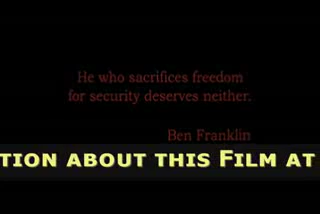 He who sacrifices freedom
for security deserves neither.
Ben Franklin
TION ABOUT THIS FILM AT